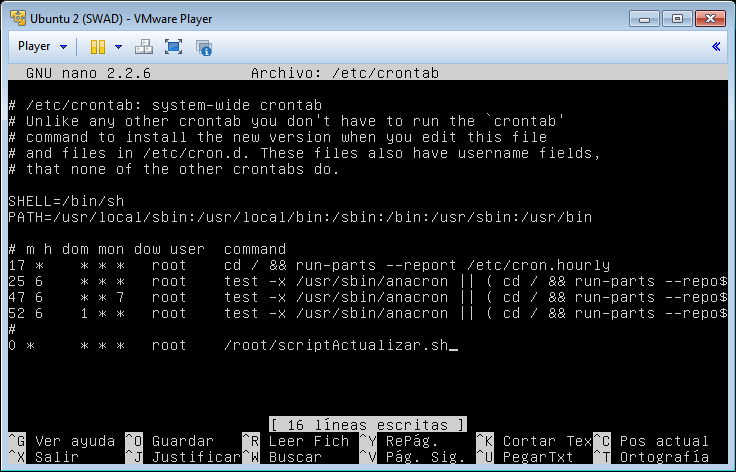 Ubuntu 2 (SWAD) - VMware Player
Player
GNU nano 2.2.6 Archivo: /etc/crontab
# /etc/crontab: system-wide crontab
# Unlike any other crontab you don't have to run the `crontab'
# command to install the new version when you edit this file
# and files in /etc/cron.d. These files also have username fields,
# that none of the other crontabs do.
SHELL=/bin/sh
PATH=/usr/local/sbin:/usr/local/bin:/sbin:/bin:/usr/sbin:/usr/bin
# m h dom mon dow user  command
17 *    * * *   root    cd / && run-parts --report /etc/cron.hourly
25 6    * * *   root    test -x /usr/sbin/anacron || ( cd / && run-parts --repo$
47 6    * * 7   root    test -x /usr/sbin/anacron || ( cd / && run-parts --repo$
52 6    1 * *   root    test -x /usr/sbin/anacron || ( cd / && run-parts --repo$
#
0 *     * * *   root    /root/scriptActualizar.sh_
[ 16 líneas escritas ]
^G Ver ayuda ^O Guardar ^R Leer Fich ^Y RePág. ^K Cortar Tex ^C Pos actual
^X Salir ^J Justificar ^W Buscar ^V Pág. Sig. ^U PegarTxt ^T Ortografía